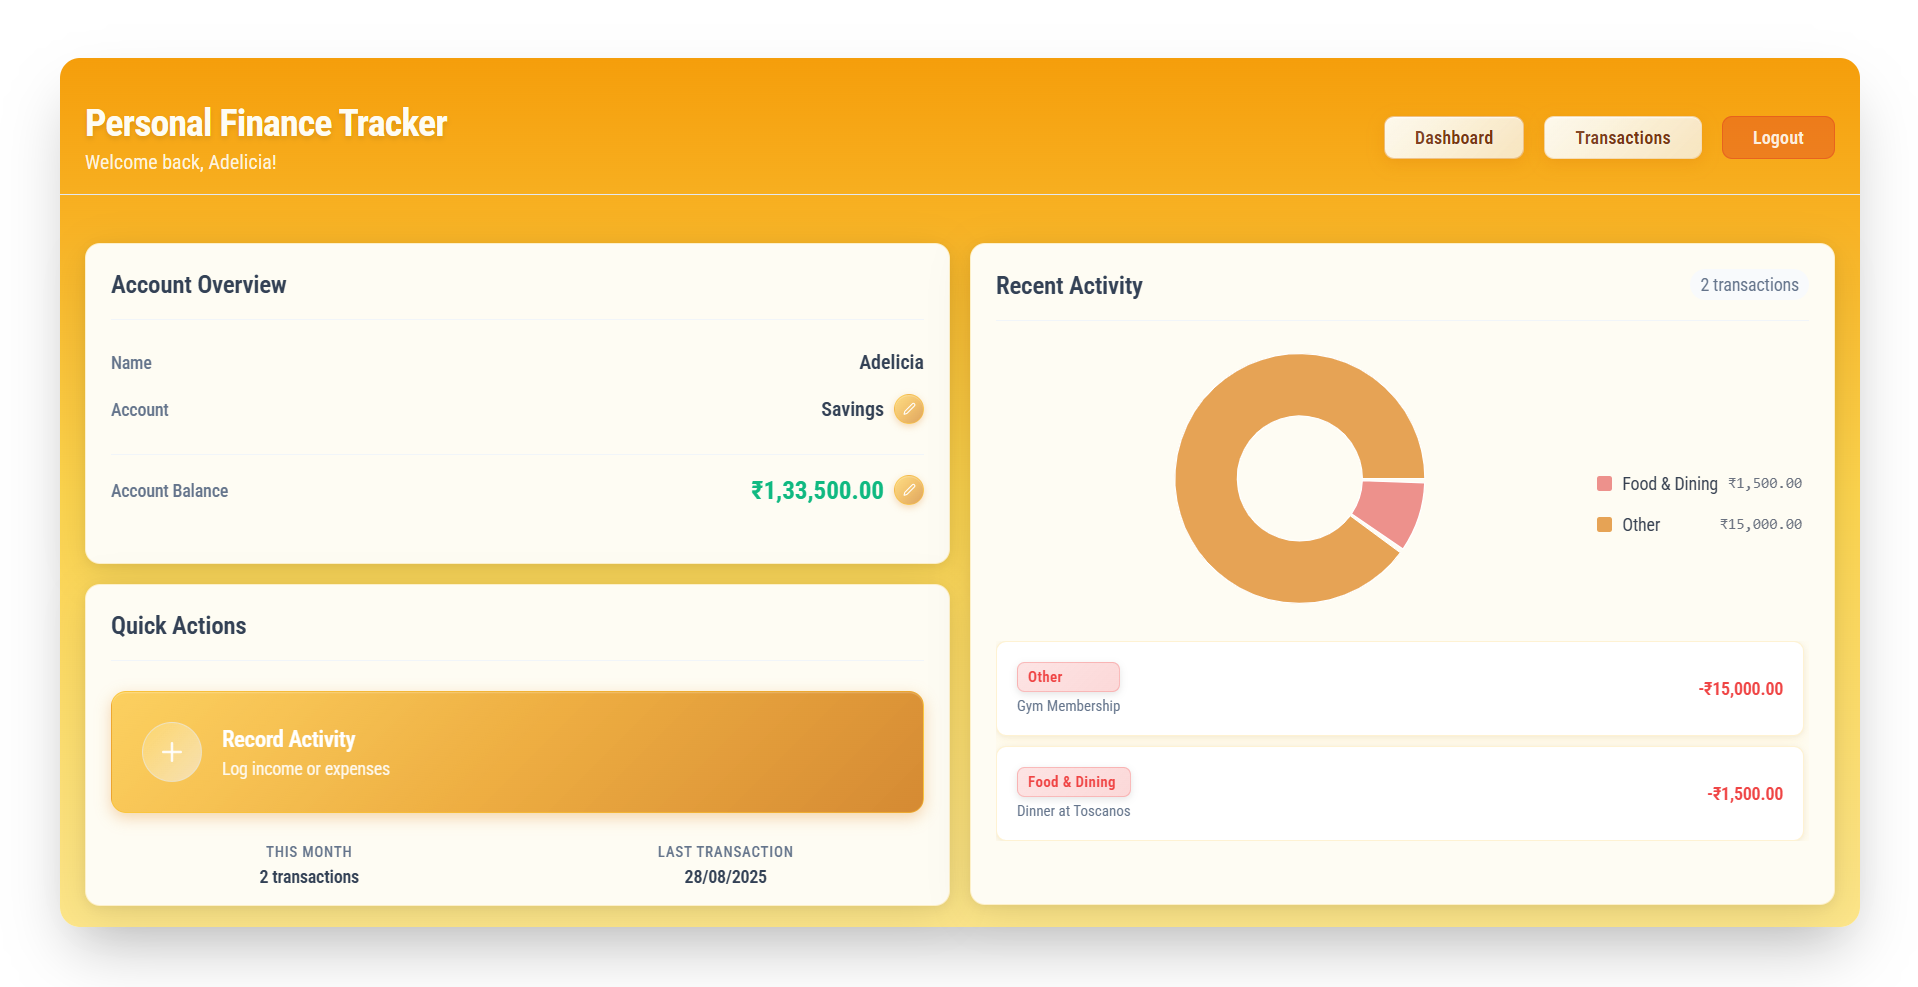 Personal Finance Tracker
Welcome back, Adelicia!
Dashboard
Transactions
Logout
Account Overview
Name
Adelicia
Account
Savings
Account Balance
₹1,33,500.00
Quick Actions
Record Activity
Log income or expenses
THIS MONTH
2 transactions
LAST TRANSACTION
28/08/2025
Recent Activity
2 transactions
Food & Dining ₹1,500.00
Other ₹15,000.00
Other
Gym Membership
-₹15,000.00
Food & Dining
Dinner at Toscanos
-₹1,500.00